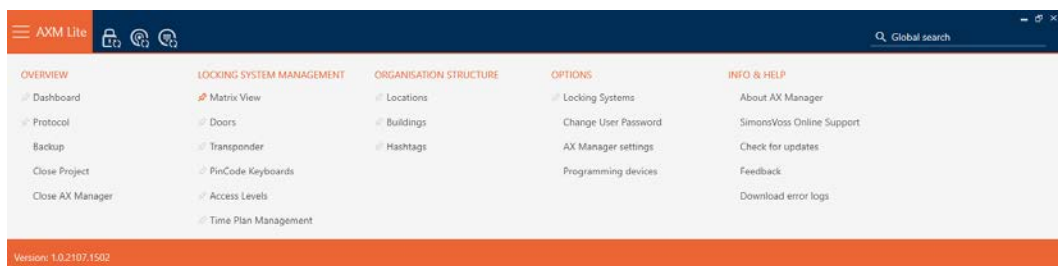 AXM Lite
Global search
OVERVIEW
Dashboard
Protocol
Backup
Close Project
Close AX Manager
LOCKING SYSTEM MANAGEMENT
Matrix View
Doors
Transponder
PinCode Keyboards
Access Levels
Time Plan Management
ORGANISATION STRUCTURE
Locations
Buildings
Hashtags
OPTIONS
Locking Systems
Change User Password
AX Manager settings
Programming devices
INFO & HELP
About AX Manager
SimonsVoss Online Support
Check for updates
Feedback
Download error logs
Version: 1.0.2107.1502